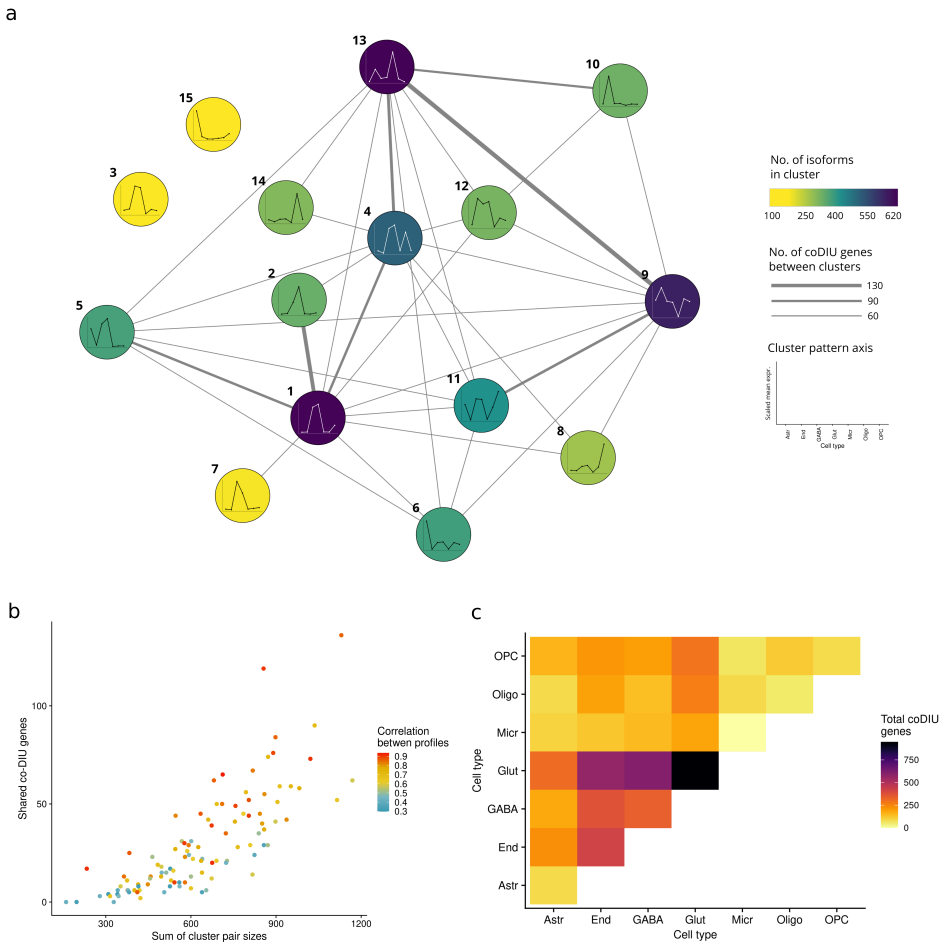 a
13
10
15
3
14
12
4
2
9
5
1
11
8
7
6
No. of isoforms
in cluster
100 250 400 550 620
No. of coDIU genes
between clusters
130
90
60
Cluster pattern axis
Scaled mean expr.
Astr End GABA Glut Micr Oligo OPC
Cell type
b
Shared co-DIU genes
100
50
0
300 600 900 1200
Sum of cluster pair sizes
Correlation
betwen profiles
0.9
0.8
0.7
0.6
0.5
0.4
0.3
c
Cell type
OPC
Oligo
Micr
Glut
GABA
End
Astr
Astr End GABA Glut Micr Oligo OPC
Cell type
Total coDIU
genes
750
500
250
0